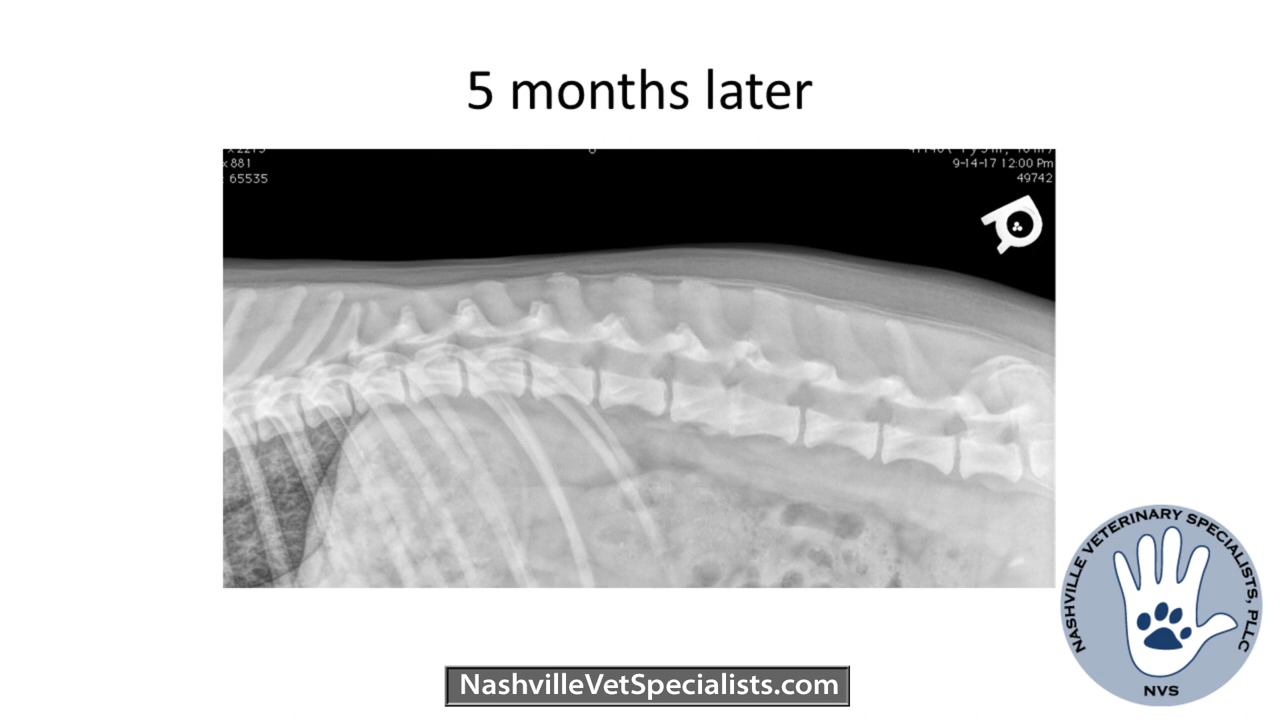 5 months later
x 881
9-14-17 12:00 Pm
65535
49742
NASHVILLE VETERINARY SPECIALISTS, PLLC
NVS
NashvilleVetSpecialists.com